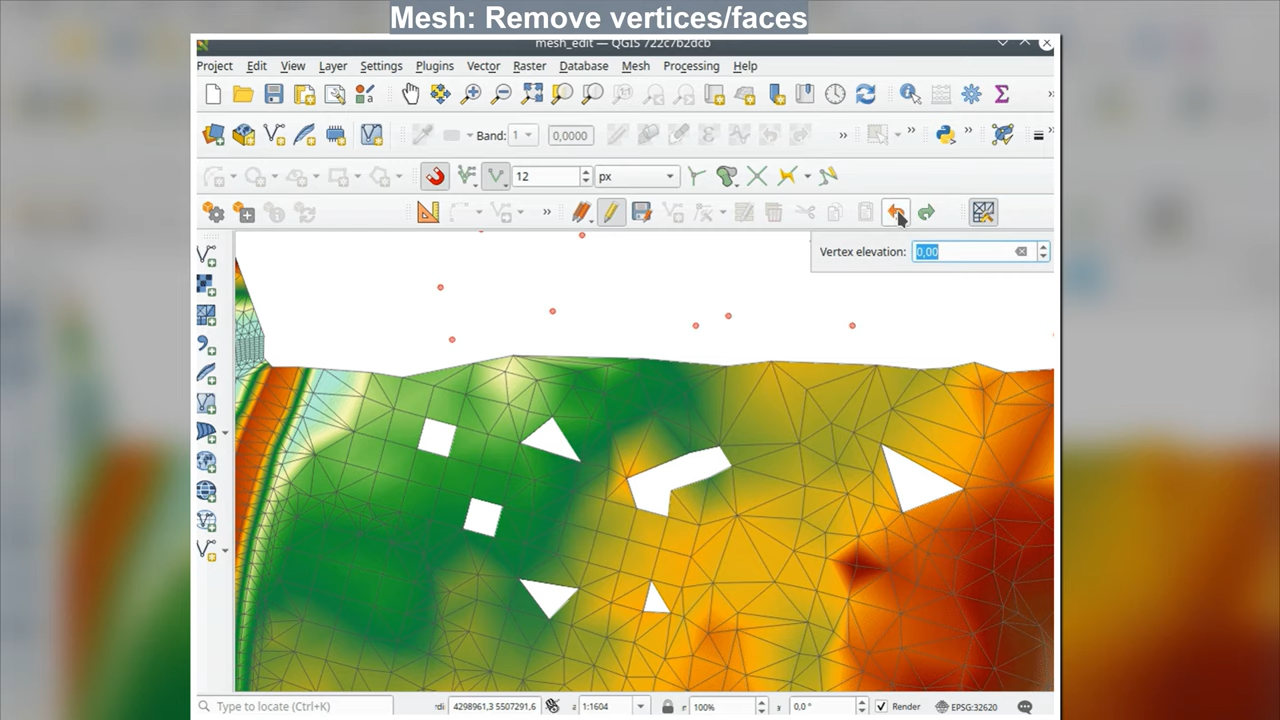 Mesh: Remove vertices/faces
mesh_edit — QGIS 722c7b2dcb
Project Edit View Layer Settings Plugins Vector Raster Database Mesh Processing Help
Band: 1 0,0000
12 px
Vertex elevation: 0,00
Type to locate (Ctrl+K) 4298961,3 5507291,6 1:1604 100% 0,0 ° Render EPSG:32620